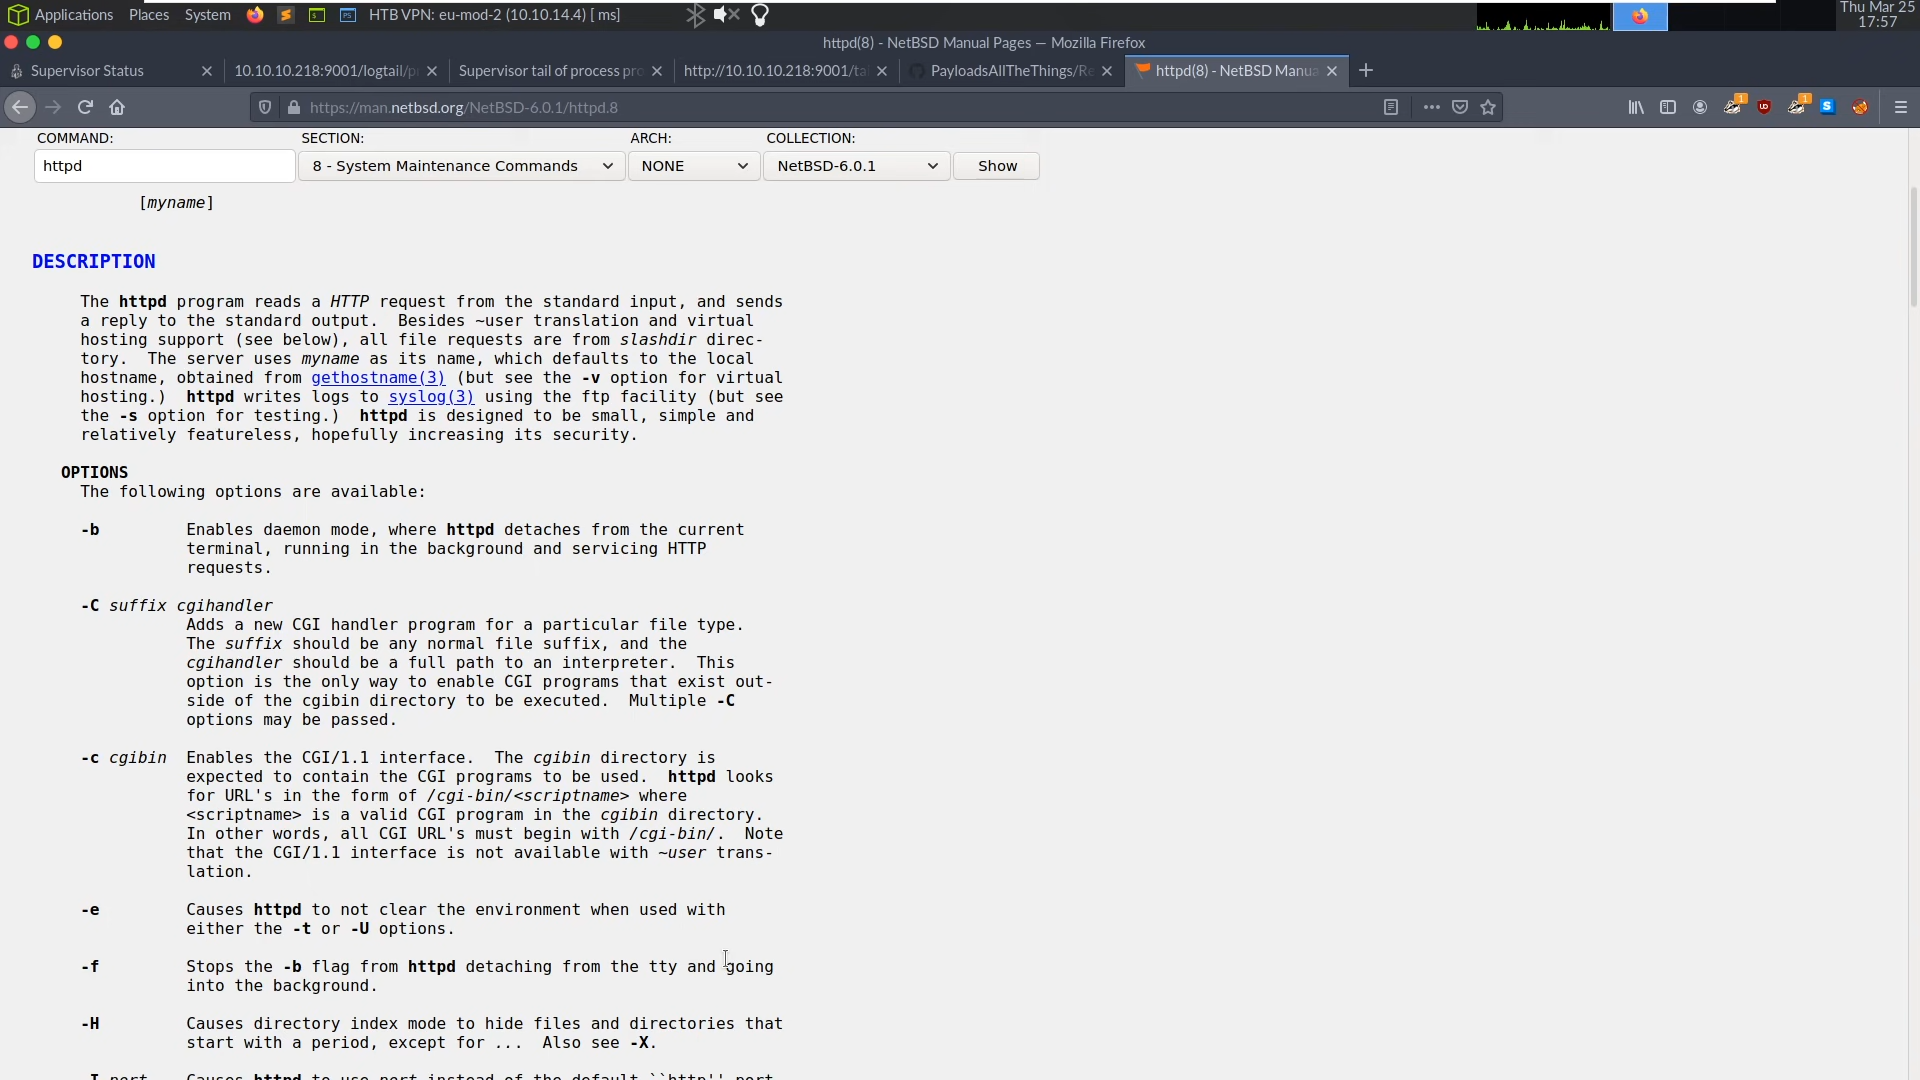 Applications Places System HTB VPN: eu-mod-2 (10.10.14.4) [ ms] Thu Mar 25
17:57
httpd(8) - NetBSD Manual Pages — Mozilla Firefox
Supervisor Status 10.10.10.218:9001/logtail/p Supervisor tail of process pro http://10.10.10.218:9001/ta PayloadsAllTheThings/Re httpd(8) - NetBSD Manua
https://man.netbsd.org/NetBSD-6.0.1/httpd.8
COMMAND: SECTION: ARCH: COLLECTION:
httpd 8 - System Maintenance Commands NONE NetBSD-6.0.1 Show
[myname]
DESCRIPTION
The httpd program reads a HTTP request from the standard input, and sends
a reply to the standard output. Besides ~user translation and virtual
hosting support (see below), all file requests are from slashdir direc-
tory. The server uses myname as its name, which defaults to the local
hostname, obtained from gethostname(3) (but see the -v option for virtual
hosting.) httpd writes logs to syslog(3) using the ftp facility (but see
the -s option for testing.) httpd is designed to be small, simple and
relatively featureless, hopefully increasing its security.
OPTIONS
The following options are available:
-b Enables daemon mode, where httpd detaches from the current
terminal, running in the background and servicing HTTP
requests.
-C suffix cgihandler
Adds a new CGI handler program for a particular file type.
The suffix should be any normal file suffix, and the
cgihandler should be a full path to an interpreter. This
option is the only way to enable CGI programs that exist out-
side of the cgibin directory to be executed. Multiple -C
options may be passed.
-c cgibin Enables the CGI/1.1 interface. The cgibin directory is
expected to contain the CGI programs to be used. httpd looks
for URL's in the form of /cgi-bin/<scriptname> where
<scriptname> is a valid CGI program in the cgibin directory.
In other words, all CGI URL's must begin with /cgi-bin/. Note
that the CGI/1.1 interface is not available with ~user trans-
lation.
-e Causes httpd to not clear the environment when used with
either the -t or -U options.
-f Stops the -b flag from httpd detaching from the tty and going
into the background.
-H Causes directory index mode to hide files and directories that
start with a period, except for ... Also see -X.
-I port Causes httpd to use port instead of the default ``http'' port